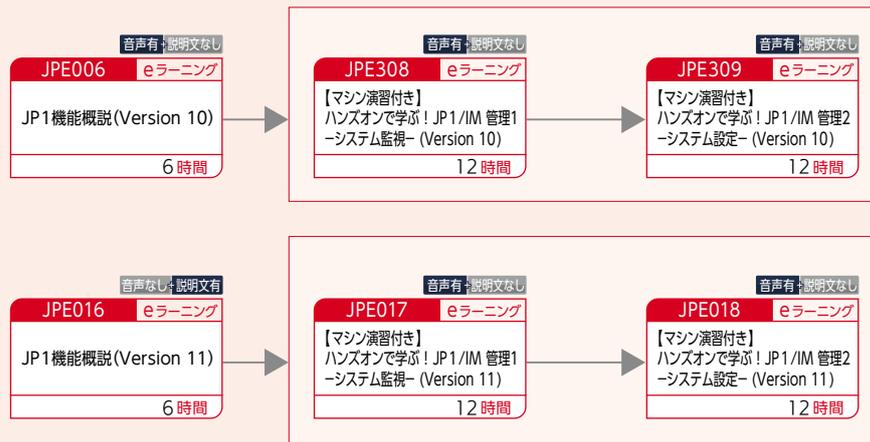 音声有+説明文なし
JPE006 eラーニング
JP1機能概説(Version 10)
6時間
音声有+説明文なし
JPE308 eラーニング
【マシン演習付き】
ハンズオンで学ぶ!JP1/IM 管理1
-システム監視- (Version 10)
12時間
音声有+説明文なし
JPE309 eラーニング
【マシン演習付き】
ハンズオンで学ぶ!JP1/IM 管理2
-システム設定- (Version 10)
12時間
音声なし+説明文有
JPE016 eラーニング
JP1機能概説(Version 11)
6時間
音声有+説明文なし
JPE017 eラーニング
【マシン演習付き】
ハンズオンで学ぶ!JP1/IM 管理1
-システム監視- (Version 11)
12時間
音声有+説明文なし
JPE018 eラーニング
【マシン演習付き】
ハンズオンで学ぶ!JP1/IM 管理2
-システム設定- (Version 11)
12時間